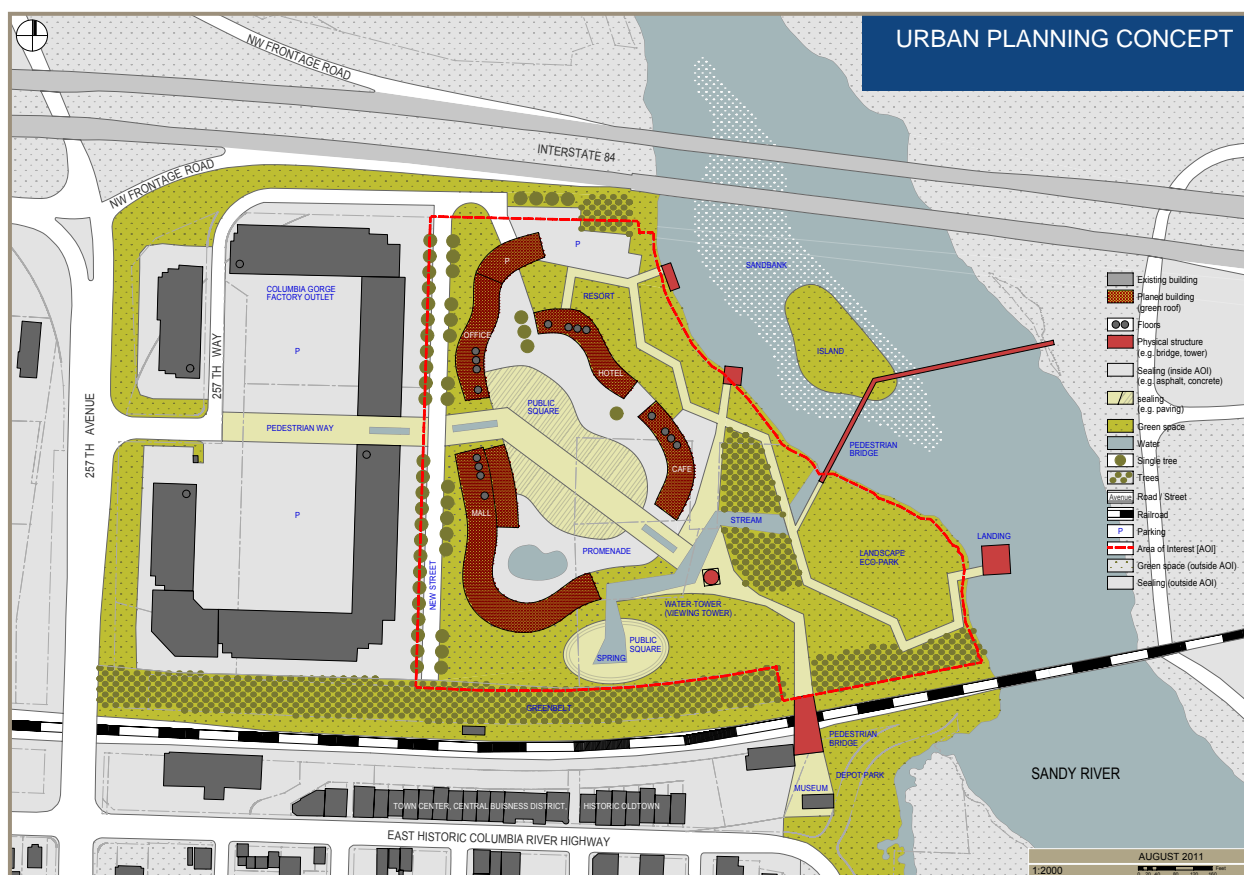 URBAN PLANNING CONCEPT
NW FRONTAGE ROAD
INTERSTATE 84
NW FRONTAGE ROAD
COLUMBIA GORGE
FACTORY OUTLET
P
257 TH WAY
257 TH AVENUE
P
P
P
RESORT
OFFICE
HOTEL
SANDBANK
ISLAND
PUBLIC
SQUARE
PEDESTRIAN WAY
CAFE
PEDESTRIAN
BRIDGE
MALL
P
STREAM
PROMENADE
LANDING
LANDSCAPE
ECO-PARK
NEW STREET
WATER TOWER
(VIEWING TOWER)
PUBLIC
SQUARE
SPRING
GREENBELT
PEDESTRIAN
BRIDGE
DEPOT PARK
MUSEUM
SANDY RIVER
TOWN CENTER, CENTRAL BUISNESS DISTRICT, HISTORIC OLDTOWN
EAST HISTORIC COLUMBIA RIVER HIGHWAY
Existing building
Planed building
(green roof)
Floors
Physical structure
(e.g. bridge, tower)
Sealing (inside AOI)
(e.g. asphalt, concrete)
sealing
(e.g. paving)
Green space
Water
Single tree
Trees
Avenue Road / Street
Railroad
P Parking
Area of Interest [AOI]
Green space (outside AOI)
Sealing (outside AOI)
AUGUST 2011
1:2000
Feet